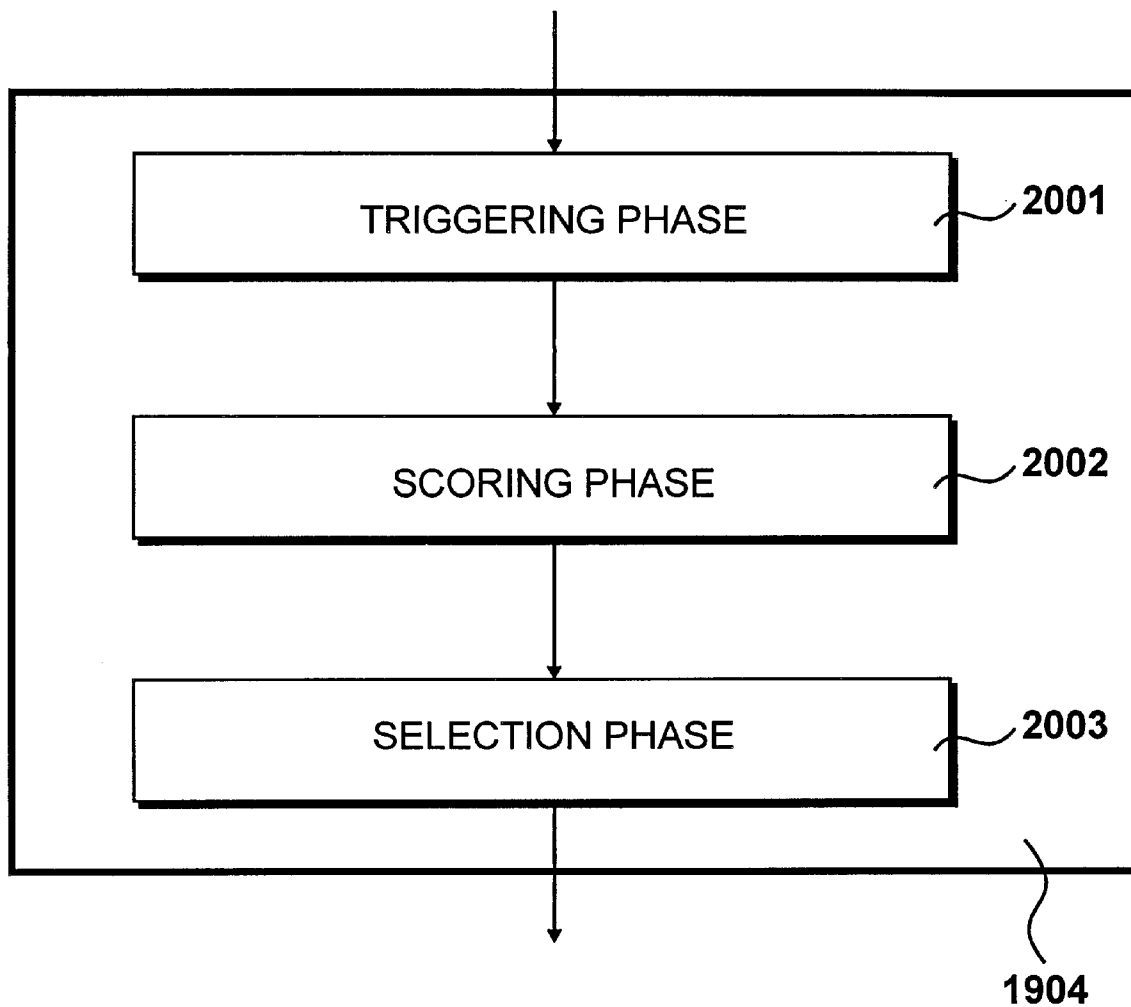 TRIGGERING PHASE
2001
SCORING PHASE
2002
SELECTION PHASE
2003
1904